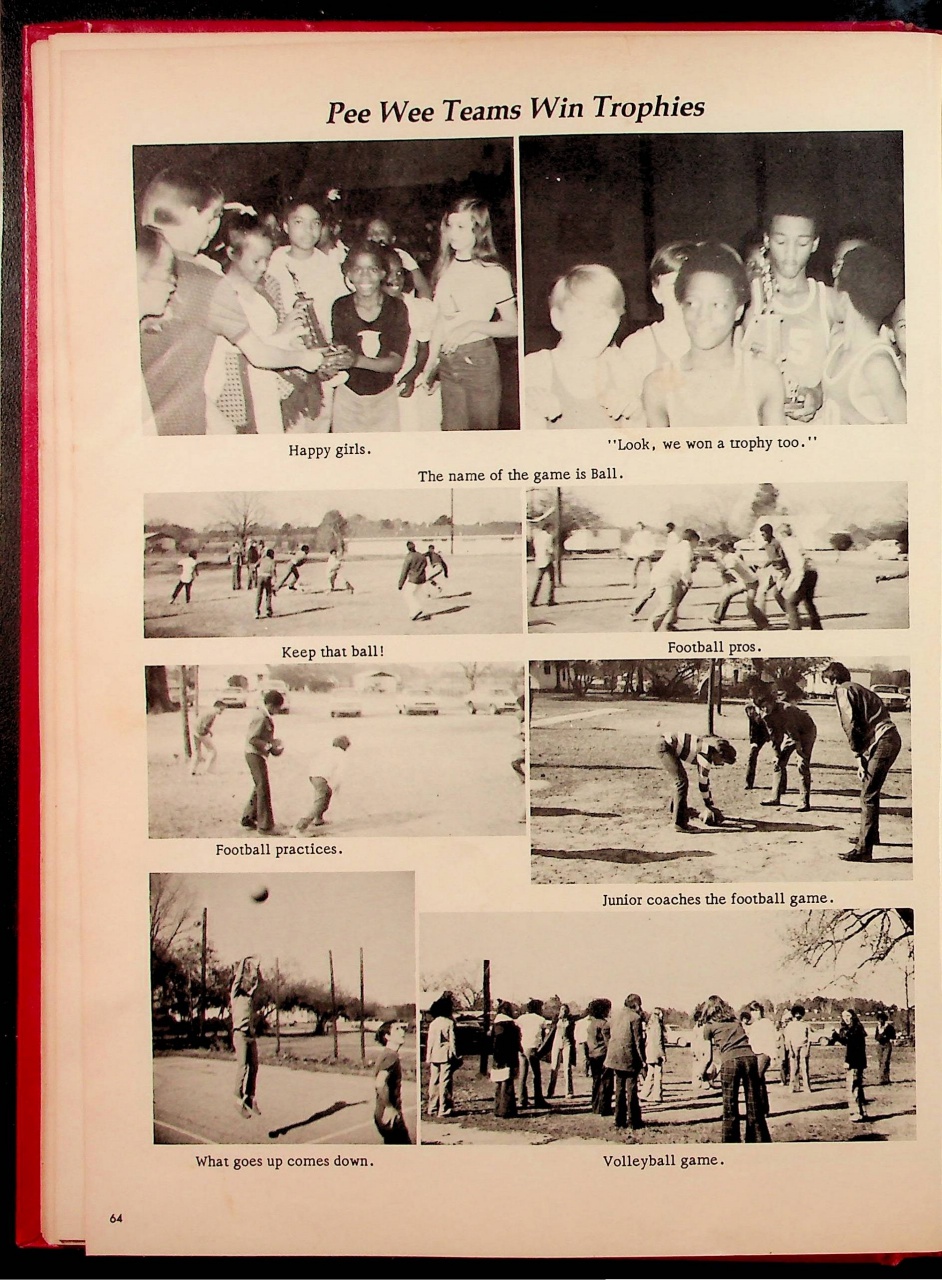 Pee Wee Teams Win Trophies
Happy girls.
"Look, we won a trophy too."
The name of the game is Ball.
Keep that ball!
Football pros.
Football practices.
Junior coaches the football game.
What goes up comes down.
Volleyball game.
64